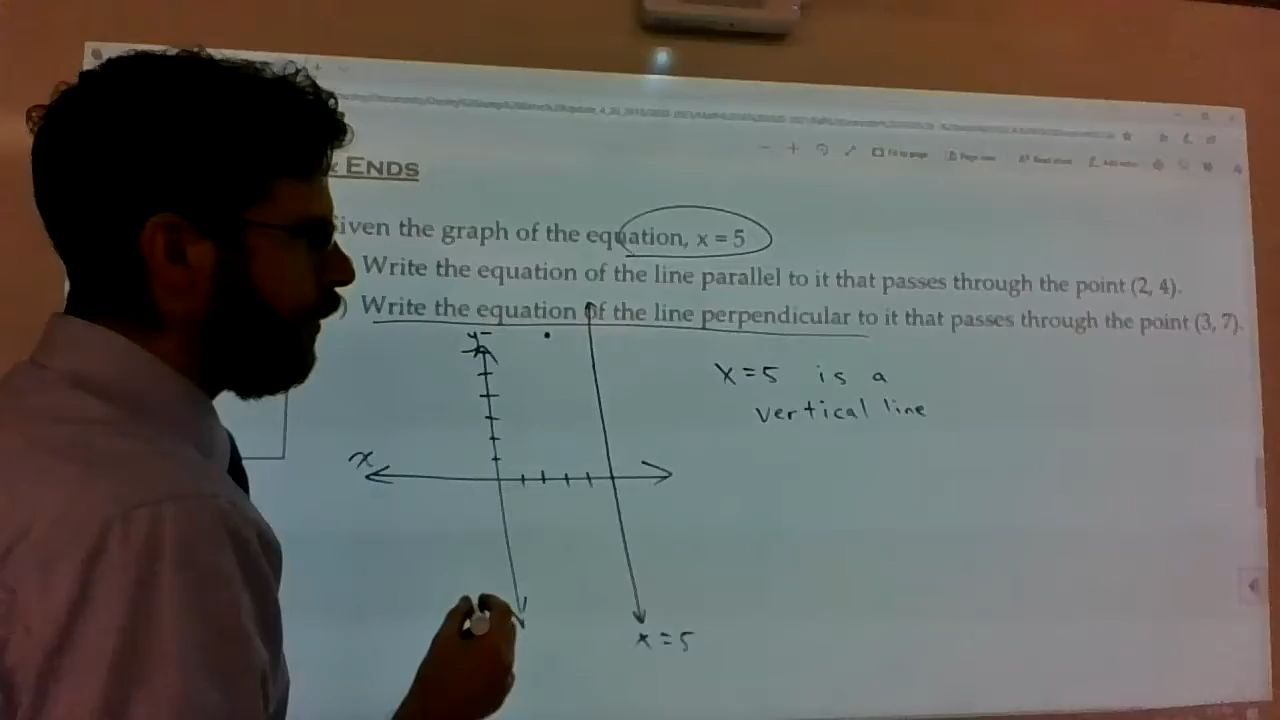 ENDS
iven the graph of the equation, x = 5
Write the equation of the line parallel to it that passes through the point (2, 4).
) Write the equation of the line perpendicular to it that passes through the point (3, 7).
y
x=5 is a
vertical line
x
x=5